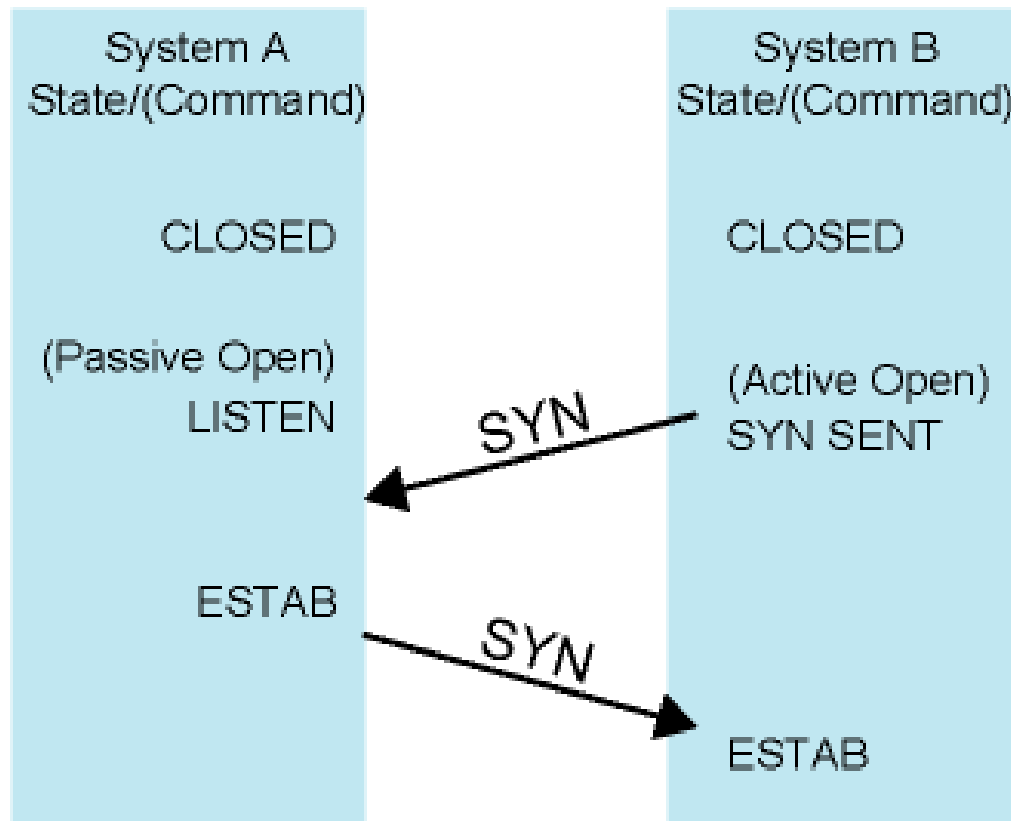 System A
State/(Command)
System B
State/(Command)
CLOSED
CLOSED
(Passive Open)
LISTEN
(Active Open)
SYN SENT
SYN
ESTAB
SYN
ESTAB